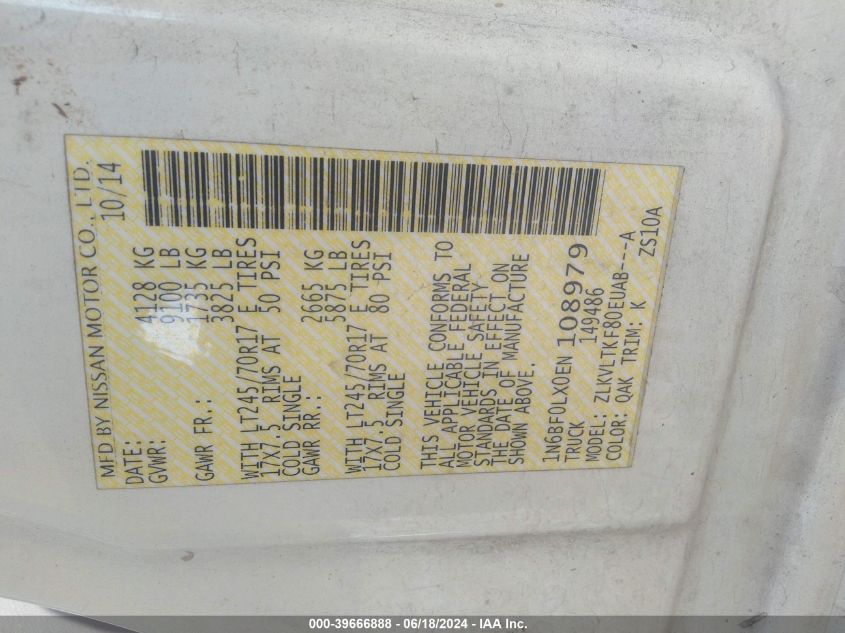 MFD BY NISSAN MOTOR CO., LTD.
DATE: 10/14
GVWR: 4128 KG
9100 LB
GAWR FR.: 1735 KG
3825 LB
WITH LT245/70R17 E TIRES
17X7.5 RIMS AT 50 PSI
COLD SINGLE
GAWR RR.: 2665 KG
5875 LB
WITH LT245/70R17 E TIRES
17X7.5 RIMS AT 80 PSI
COLD SINGLE
THIS VEHICLE CONFORMS TO
ALL APPLICABLE FEDERAL
MOTOR VEHICLE SAFETY
STANDARDS IN EFFECT ON
THE DATE OF MANUFACTURE
SHOWN ABOVE.
1N6BF0LX0EN108979
TRUCK 149486
MODEL: ZLKVLTKF80EUAB---A
COLOR: QAK TRIM: K ZS10A
000-39666888 - 06/18/2024 - IAA Inc.